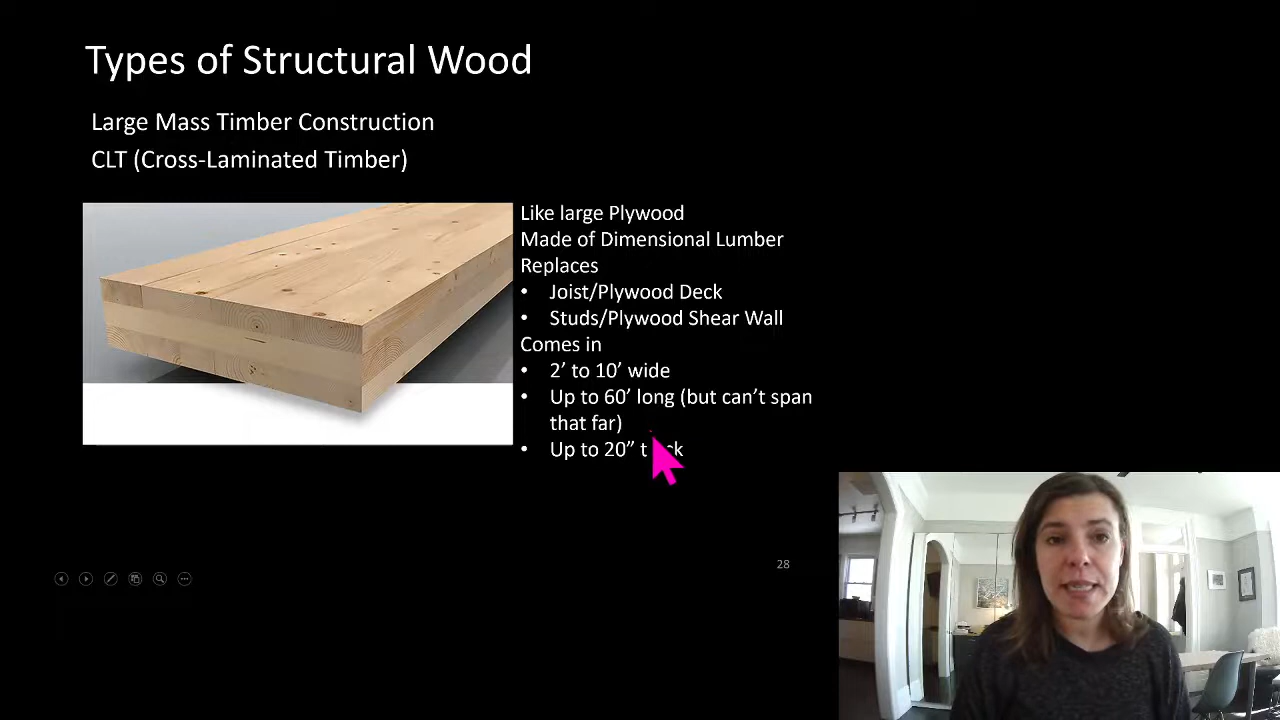 Types of Structural Wood
Large Mass Timber Construction
CLT (Cross-Laminated Timber)
Like large Plywood
Made of Dimensional Lumber
Replaces
• Joist/Plywood Deck
• Studs/Plywood Shear Wall
Comes in
• 2’ to 10’ wide
• Up to 60’ long (but can’t span
that far)
• Up to 20”
28